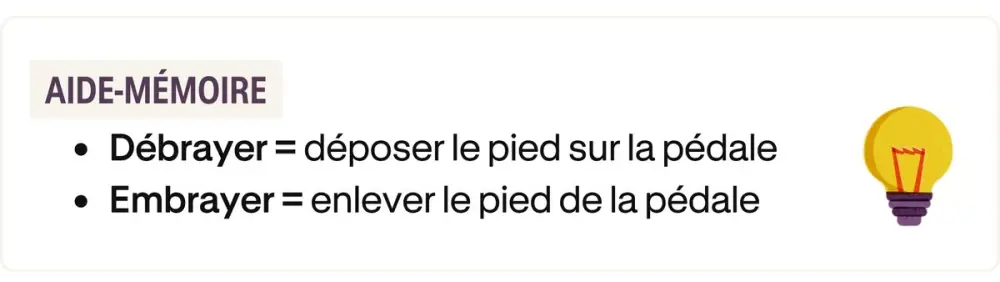 AIDE-MÉMOIRE
• Débrayer = déposer le pied sur la pédale
• Embrayer = enlever le pied de la pédale